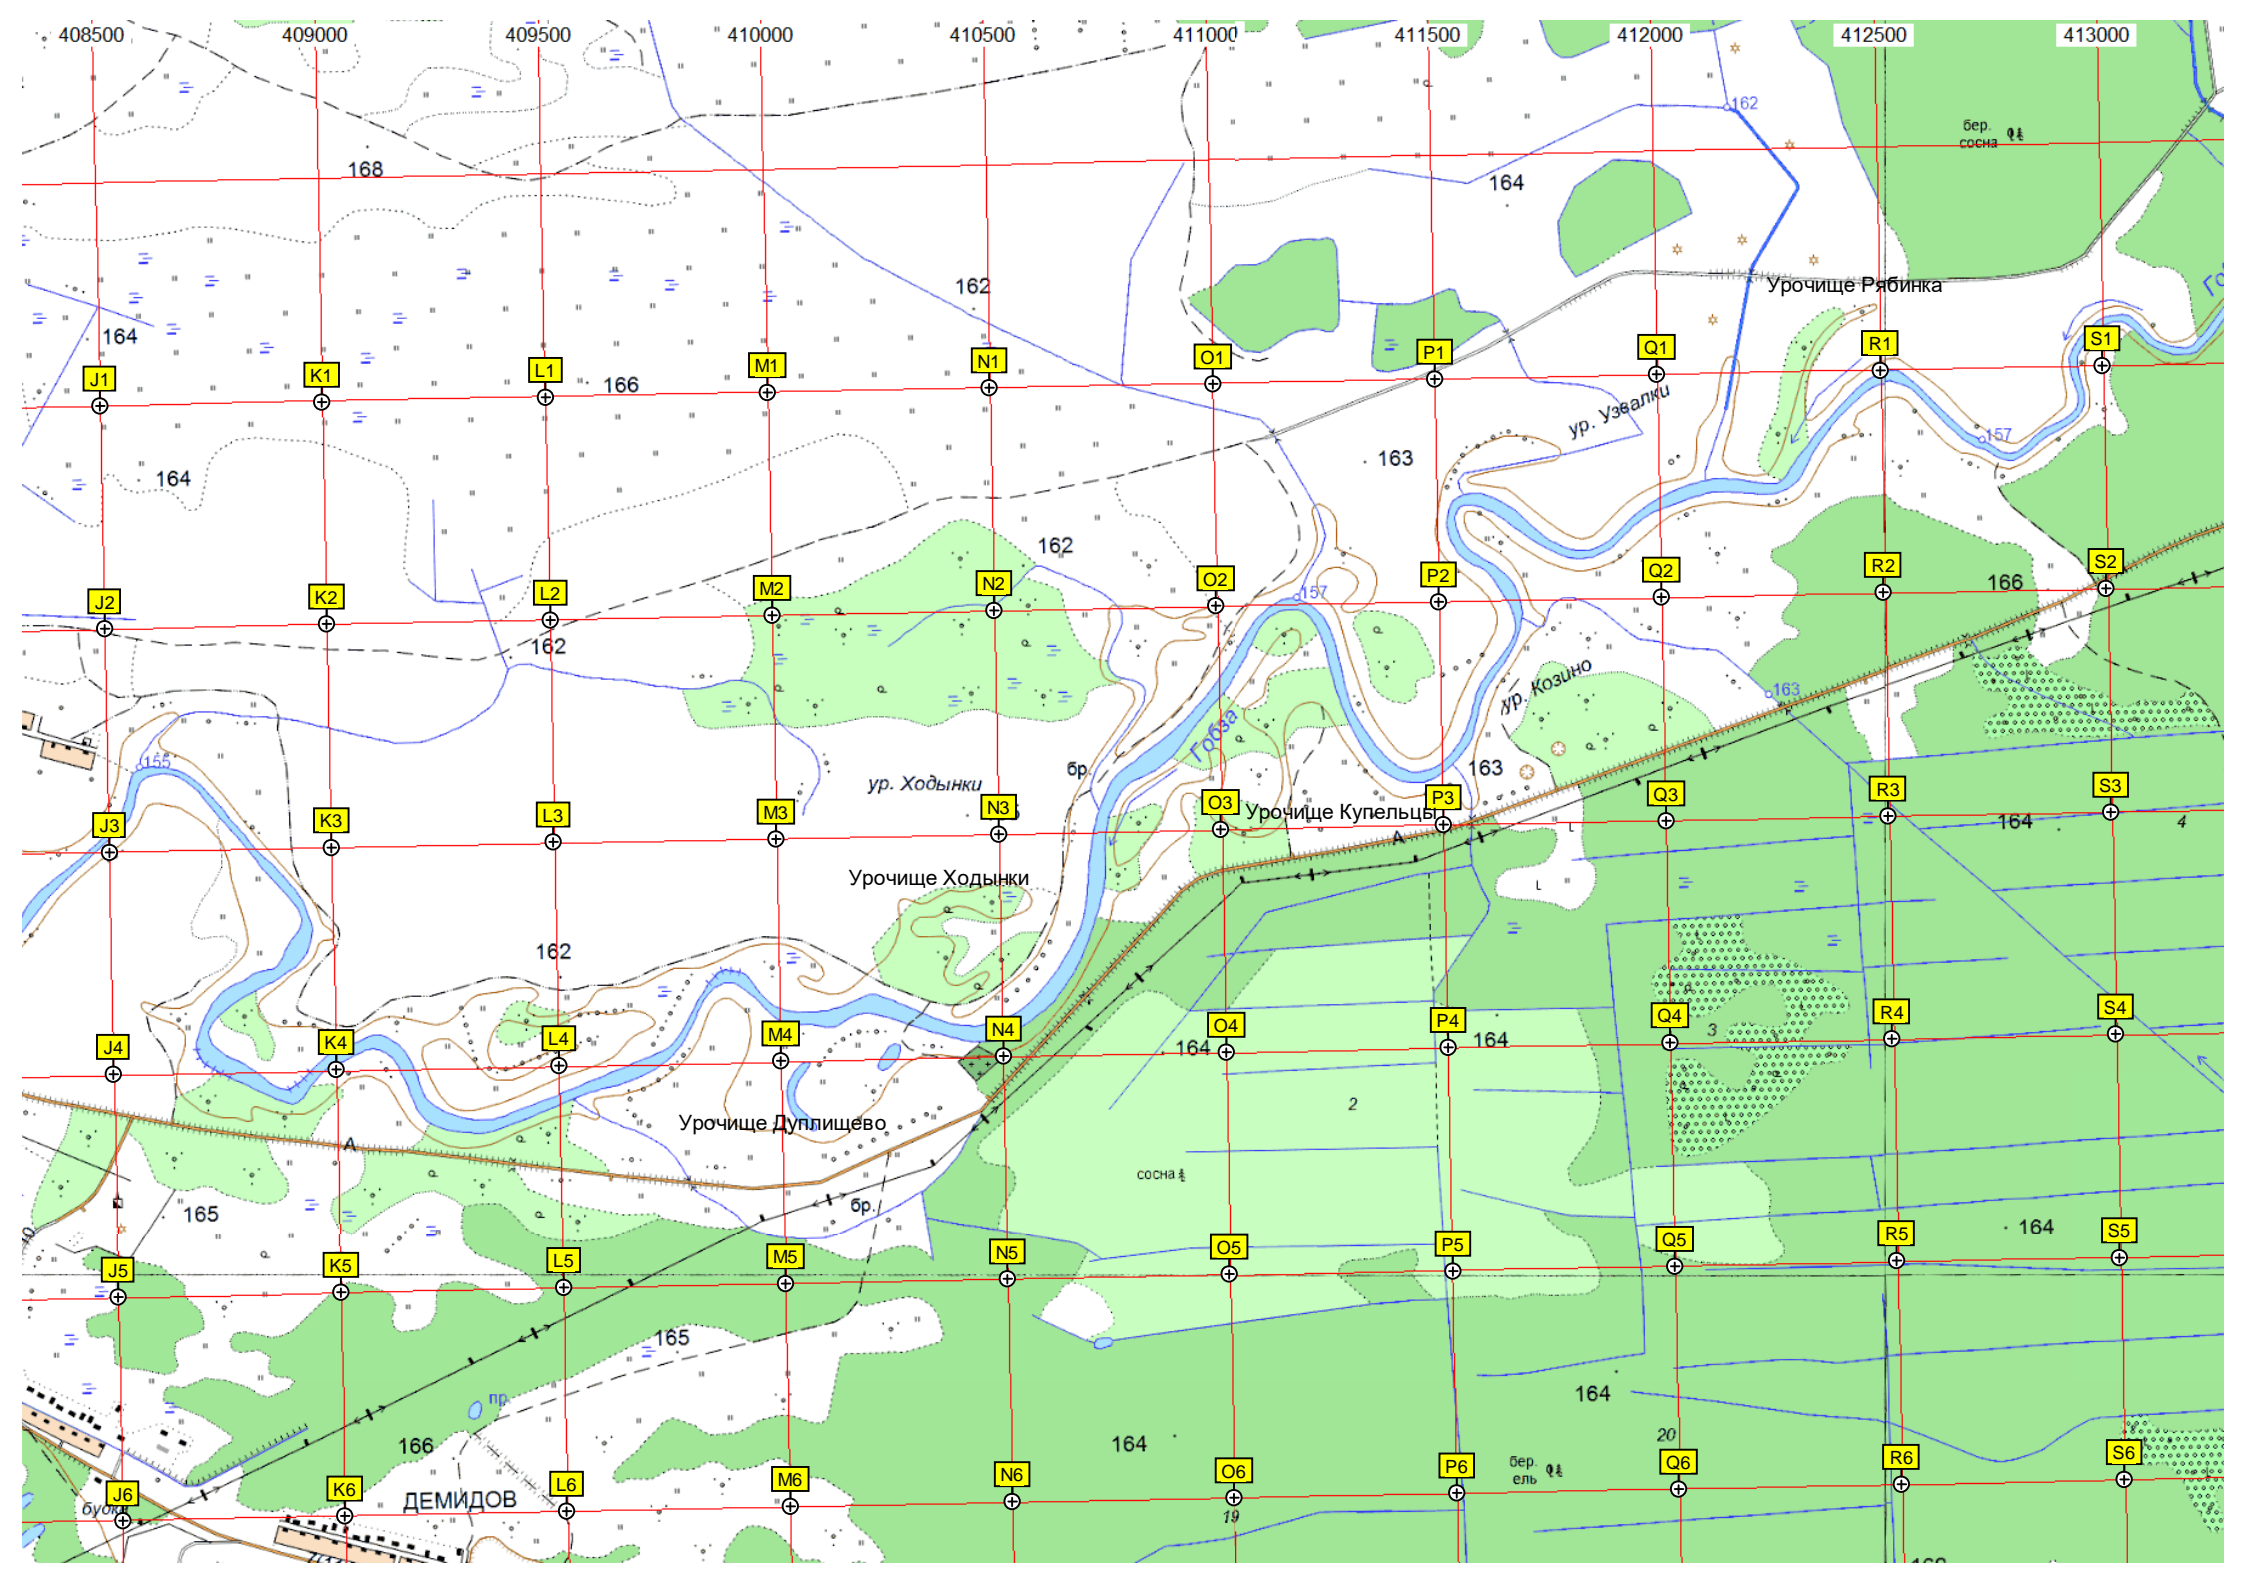 408500 409000 409500 410000 410500 411000 411500 412000 412500 413000
162
бер.
сосна
168
164
162
Урочище Рябинка
Гоб
164
J1 K1 L1 166 M1 N1 O1 P1 Q1 R1 S1
ур. Узвалки
163
157
164
162
J2 K2 L2 M2 N2 O2 P2 Q2 R2 S2
157
166
162
ур. Козино
163
Гобза
155
бр.
163
ур. Ходынки
J3 K3 L3 M3 N3 O3 P3 Q3 R3 S3
Урочище Купельцы
164
4
А
L
Урочище Ходынки
L
162
J4 K4 L4 M4 N4 O4 P4 Q4 R4 S4
164
164
3
2
Урочище Дуплищево
А
сосна
165
бр.
164
J5 K5 L5 M5 N5 O5 P5 Q5 R5 S5
165
164
пр.
166
164
20
J6 K6 L6 M6 N6 O6 P6 Q6 R6 S6
бер.
ель
ДЕМИДОВ
будка
19